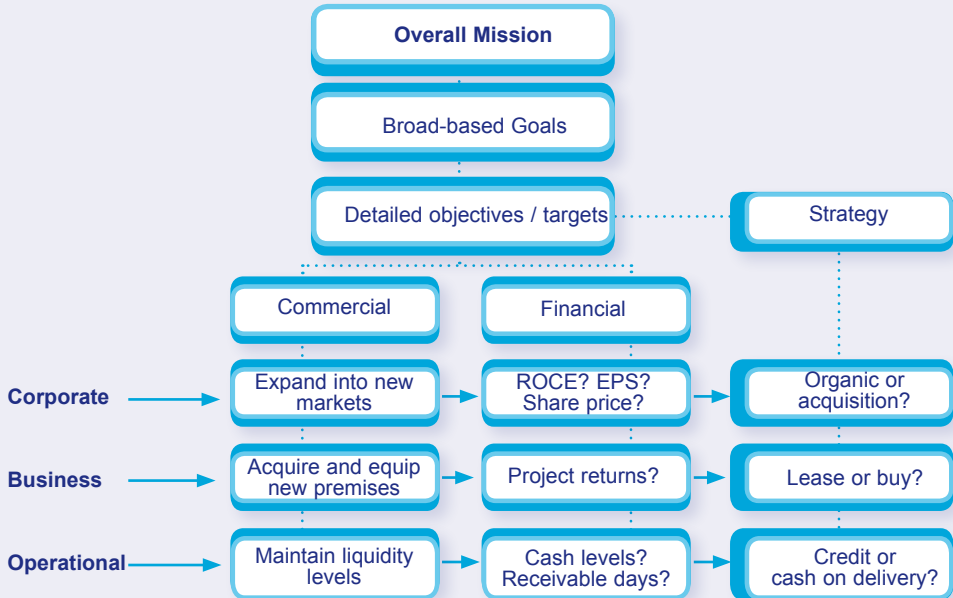 Overall Mission
Broad-based Goals
Detailed objectives / targets
Strategy
Commercial
Financial
Corporate
Expand into new
markets
ROCE? EPS?
Share price?
Organic or
acquisition?
Business
Acquire and equip
new premises
Project returns?
Lease or buy?
Operational
Maintain liquidity
levels
Cash levels?
Receivable days?
Credit or
cash on delivery?